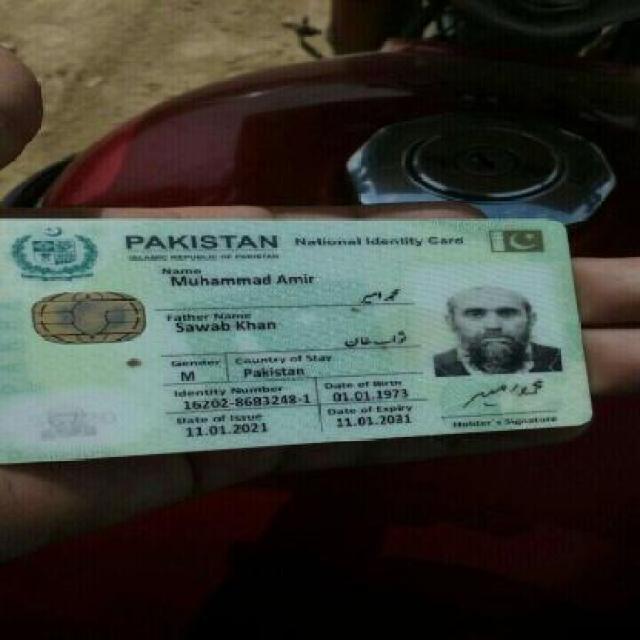 PAKISTAN National Identity Card
ISLAMIC REPUBLIC OF PAKISTAN
Name
Muhammad Amir
محمد امیر
Father Name
Sawab Khan
ثواب خان
Gender Country of Stay
M Pakistan
Identity Number Date of Birth
16202-8683248-1 01.01.1973
Date of Issue Date of Expiry
11.01.2021 11.01.2031
Holder's Signature